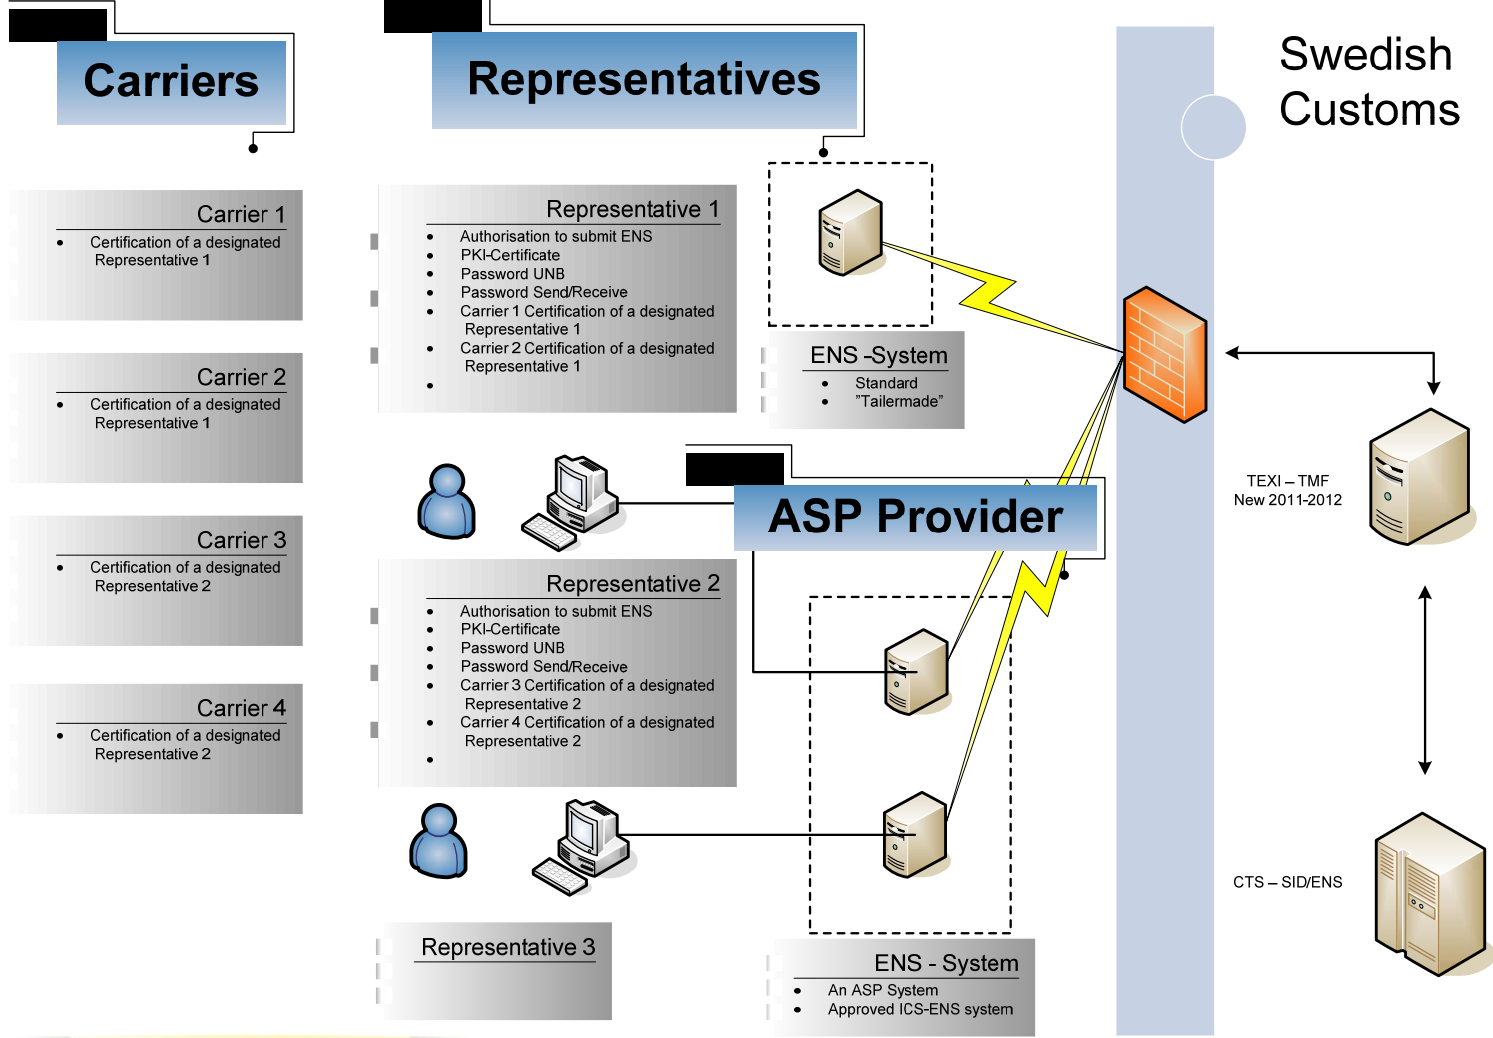 Carriers
Representatives
Swedish
Customs
Carrier 1
• Certification of a designated
Representative 1
Carrier 2
• Certification of a designated
Representative 1
Carrier 3
• Certification of a designated
Representative 2
Carrier 4
• Certification of a designated
Representative 2
Representative 1
• Authorisation to submit ENS
• PKI-Certificate
• Password UNB
• Password Send/Receive
• Carrier 1 Certification of a designated
Representative 1
• Carrier 2 Certification of a designated
Representative 1
•
ENS -System
• Standard
• ”Tailermade”
ASP Provider
Representative 2
• Authorisation to submit ENS
• PKI-Certificate
• Password UNB
• Password Send/Receive
• Carrier 3 Certification of a designated
Representative 2
• Carrier 4 Certification of a designated
Representative 2
•
Representative 3
ENS - System
• An ASP System
• Approved ICS-ENS system
TEXI – TMF
New 2011-2012
CTS – SID/ENS